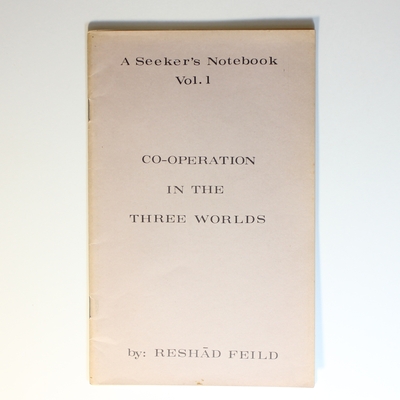 A Seeker's Notebook
Vol. 1
CO-OPERATION
IN THE
THREE WORLDS
by: RESHĀD FEILD